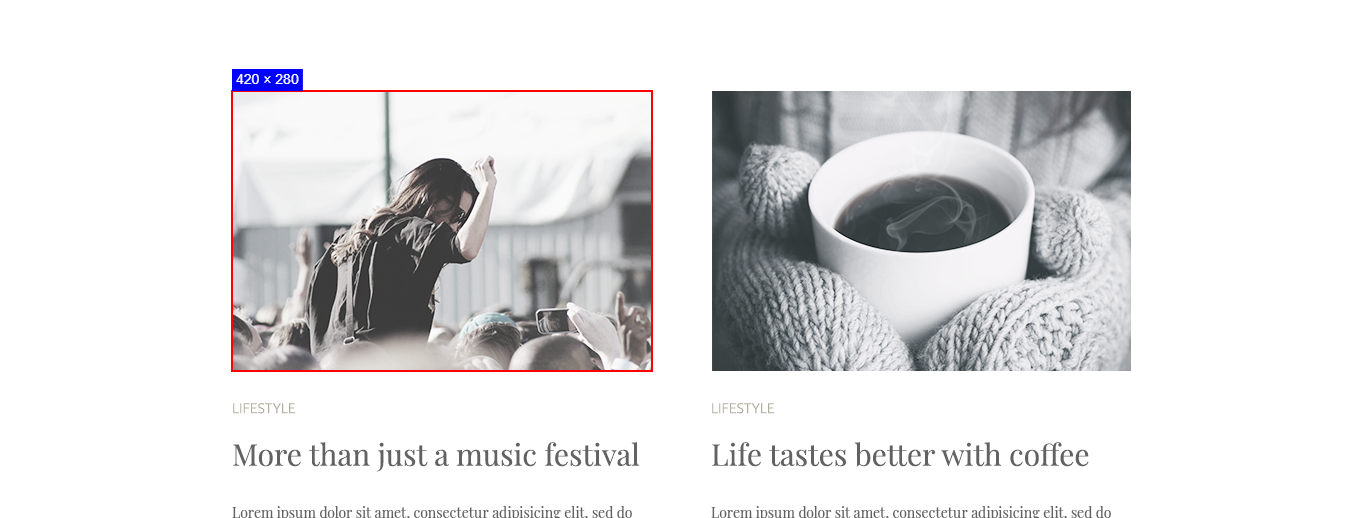 420 × 280
LIFESTYLE
More than just a music festival
Lorem ipsum dolor sit amet, consectetur adipisicing elit, sed do
LIFESTYLE
Life tastes better with coffee
Lorem ipsum dolor sit amet, consectetur adipisicing elit, sed do